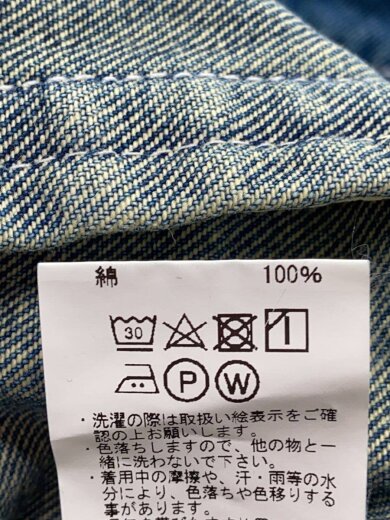 綿 100%
30
P W
・洗濯の際は取扱い絵表示をご確
認の上お願いします。
・色落ちしますので、他の物と一
緒に洗わないで下さい。
・着用中の摩擦や、汗・雨等の水
分により、色落ちや色移りする
事があります。